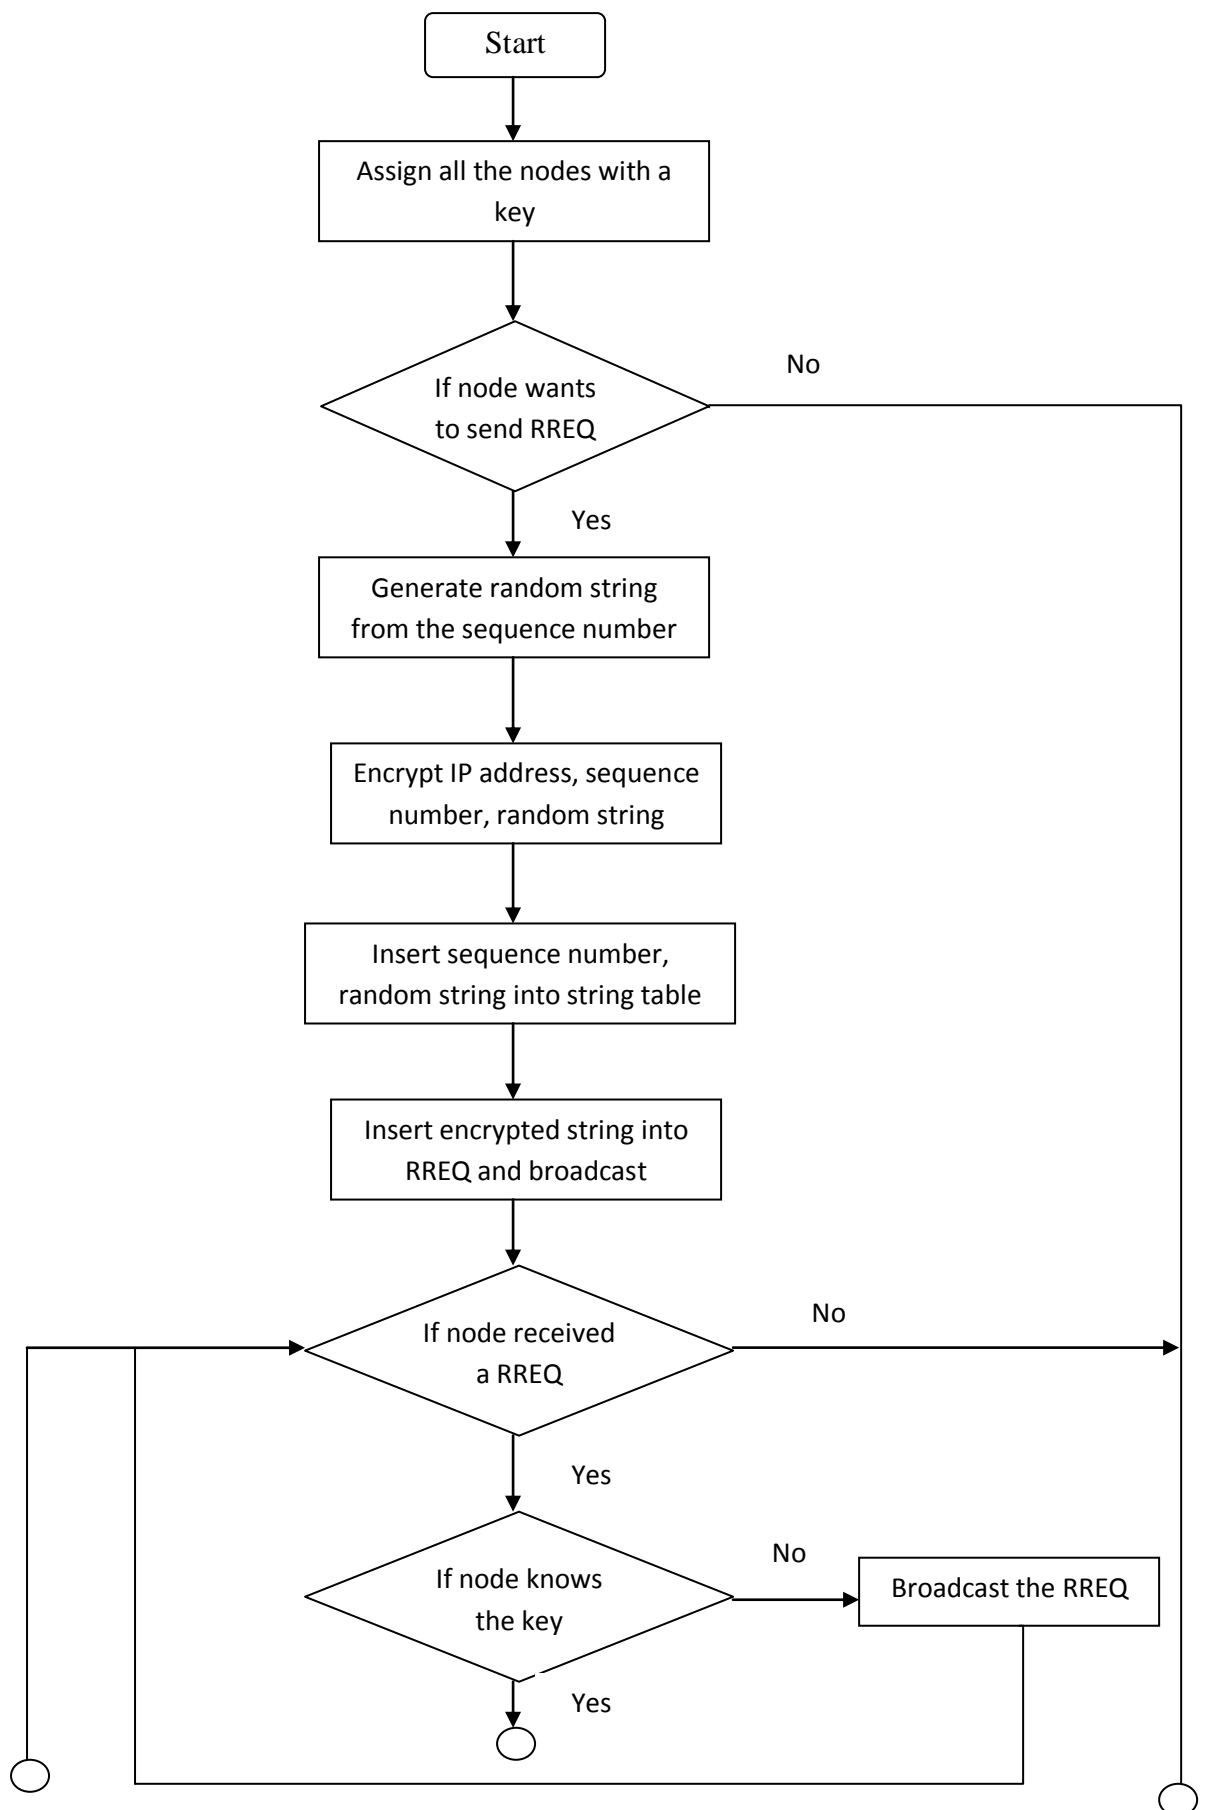 Start
Assign all the nodes with a
key
No
If node wants
to send RREQ
Yes
Generate random string
from the sequence number
Encrypt IP address, sequence
number, random string
Insert sequence number,
random string into string table
Insert encrypted string into
RREQ and broadcast
No
If node received
a RREQ
Yes
No
If node knows
the key
Broadcast the RREQ
Yes